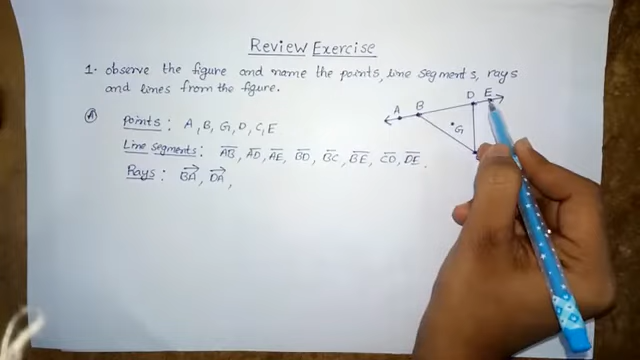 Review Exercise
1. observe the figure and name the points, line segments, rays
and lines from the figure.
A
Points : A, B, G, D, C, E
Line segments : AB, AD, AE, BD, BC, BE, CD, DE.
Rays : BA, DA,
A B D E
G